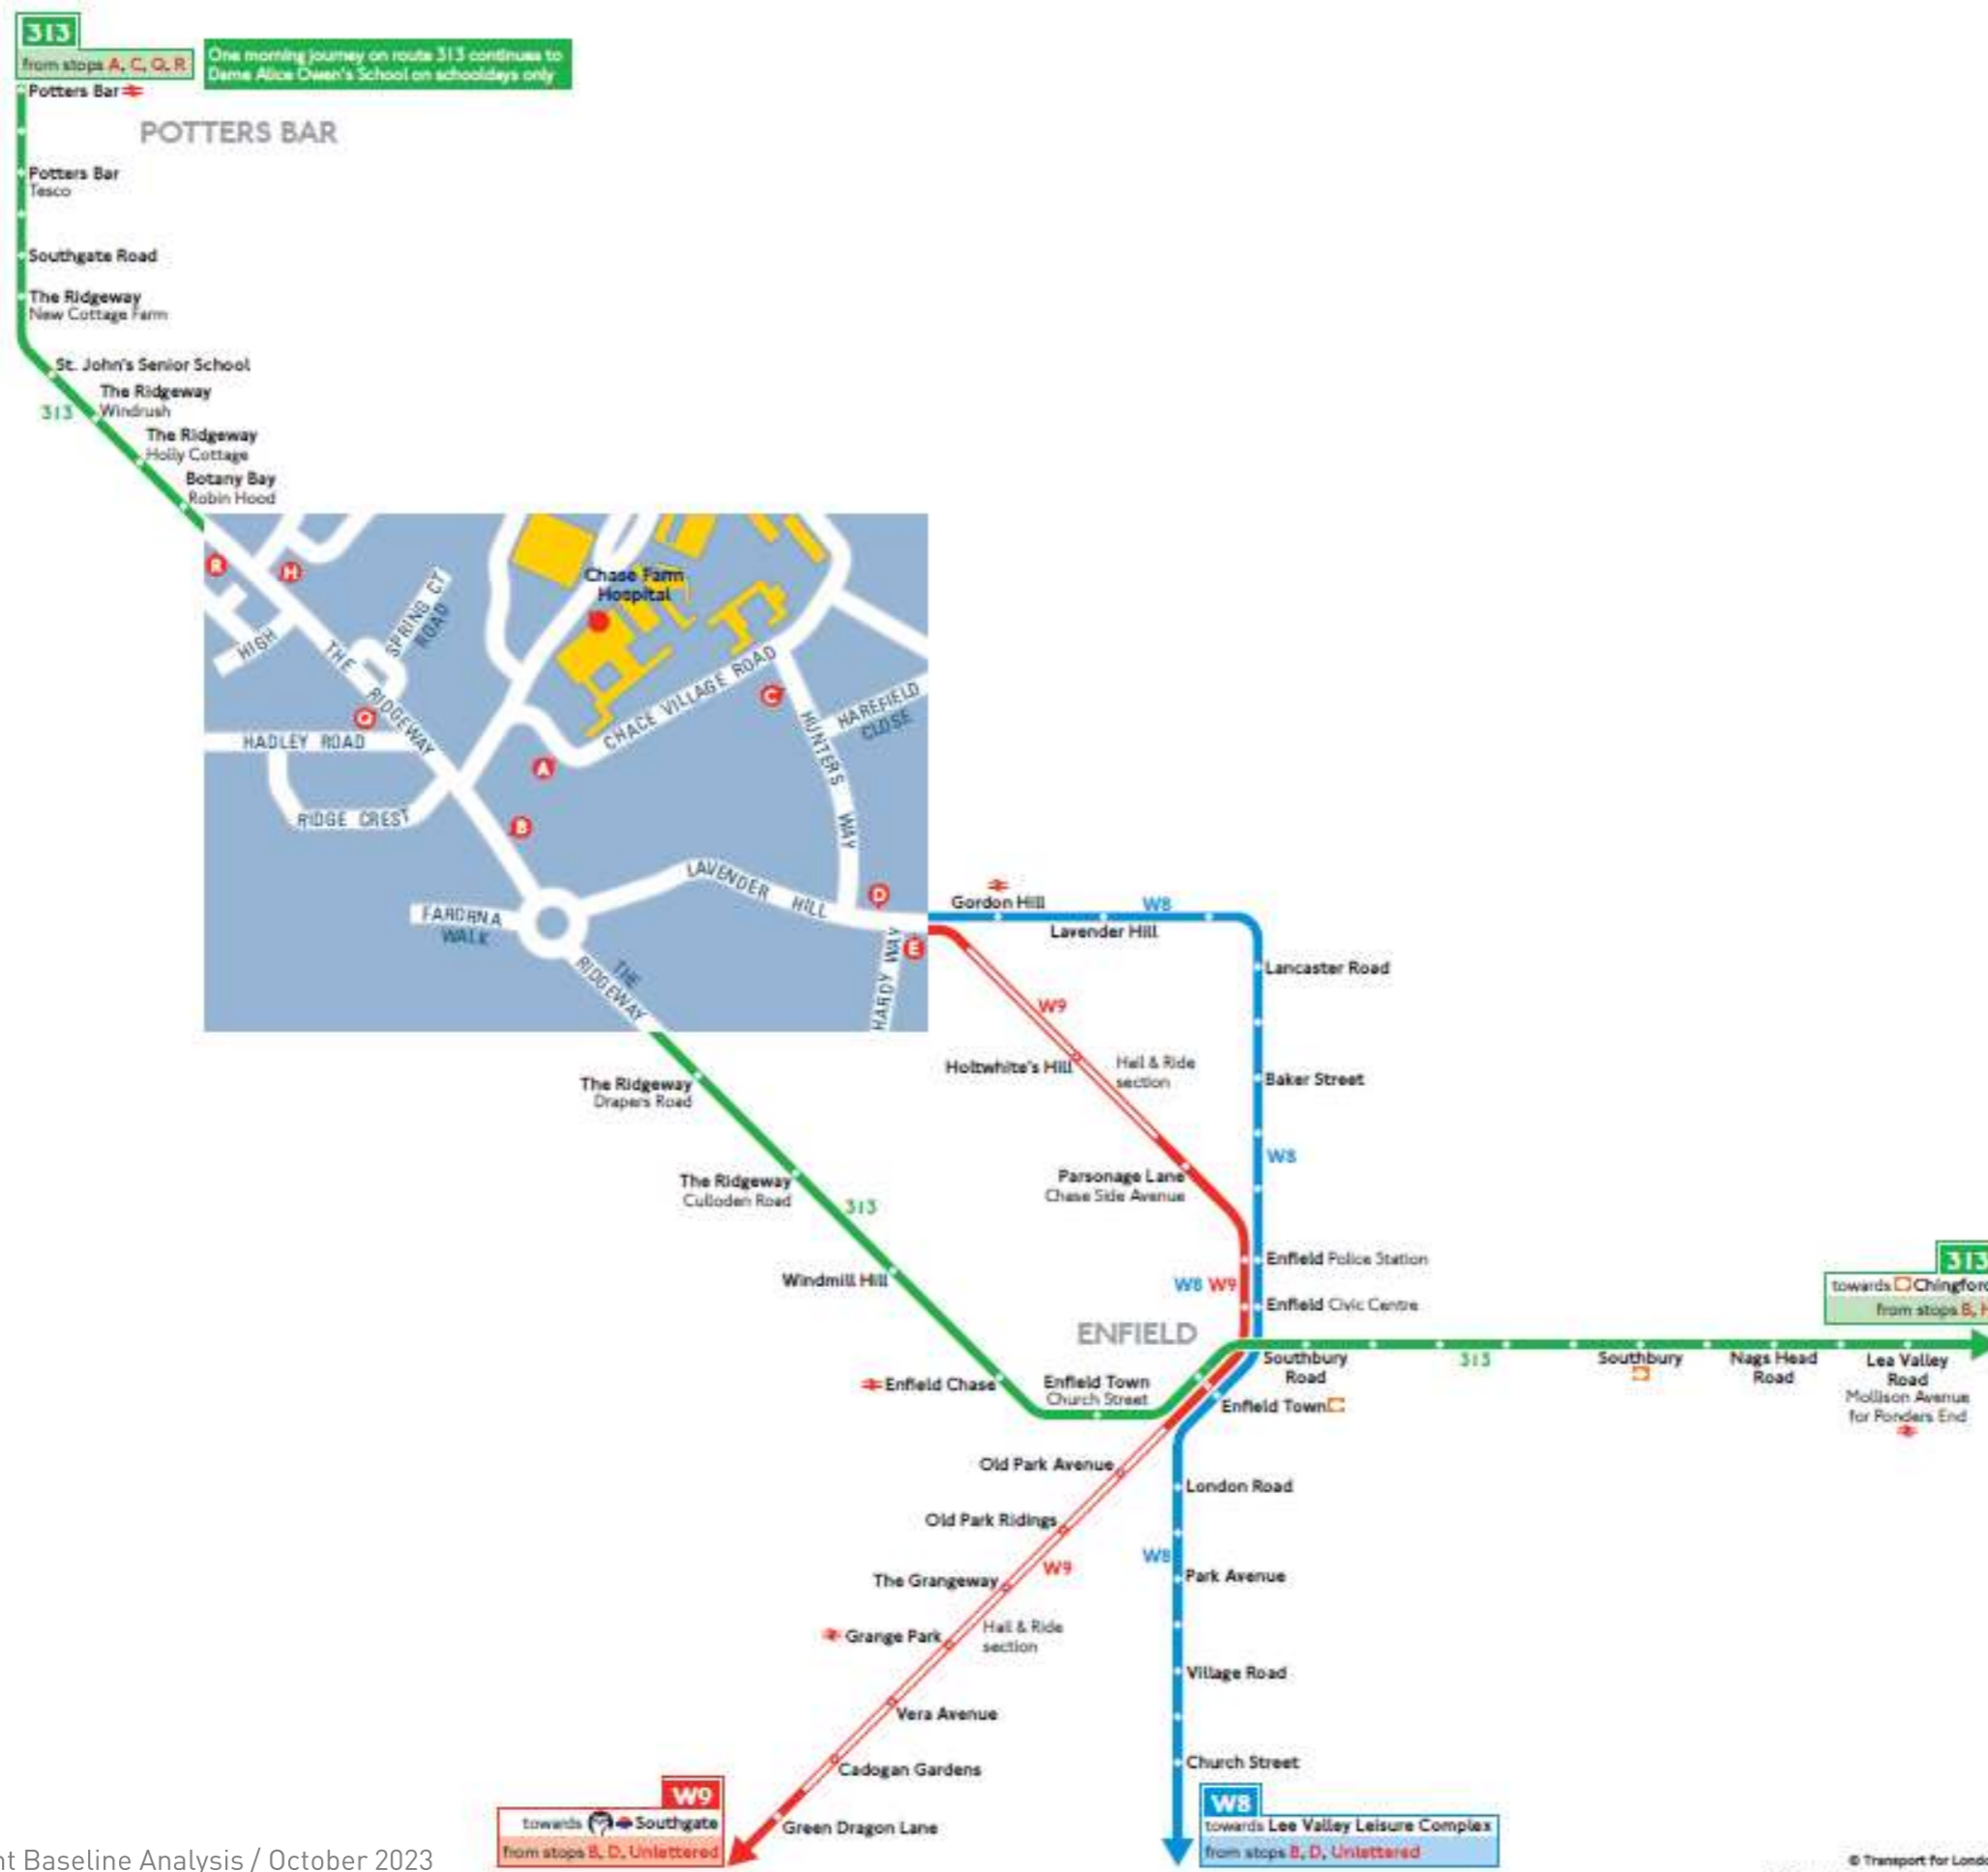 313
from stops A, C, Q, R
One morning journey on route 313 continues to
Dame Alice Owen's School on schooldays only
Potters Bar
POTTERS BAR
Potters Bar
Tesco
Southgate Road
The Ridgeway
New Cottage Farm
St. John's Senior School
The Ridgeway
Windrush
313
The Ridgeway
Holly Cottage
Botany Bay
Robin Hood
R
H
Chase Farm
Hospital
SPRING CT
ROAD
HIGH
THE
RIDGEWAY
Q
HADLEY ROAD
CHACE VILLAGE ROAD
C
HAREFIELD
CLOSE
HUNTERS WAY
A
RIDGE CREST
B
LAVENDER HILL
D
FARORNA
WALK
E
HARDY WAY
THE
RIDGEWAY
Gordon Hill
W8
Lavender Hill
Lancaster Road
W9
Holtwhite's Hill
Hail & Ride
section
Baker Street
The Ridgeway
Drapers Road
W8
Parsonage Lane
Chase Side Avenue
The Ridgeway
Culloden Road
313
Enfield Police Station
Windmill Hill
W8 W9
Enfield Civic Centre
313
towards Chingford
from stops B, H
ENFIELD
Southbury
Road
313
Southbury
Nags Head
Road
Lea Valley
Road
Mollison Avenue
for Ponders End
Enfield Chase
Enfield Town
Church Street
Enfield Town
Old Park Avenue
London Road
Old Park Ridings
W9
W8
The Grangeway
Park Avenue
Grange Park
Hail & Ride
section
Village Road
Vera Avenue
Cadogan Gardens
Church Street
W9
towards Southgate
from stops B, D, Unlettered
Green Dragon Lane
W8
towards Lee Valley Leisure Complex
from stops B, D, Unlettered
nt Baseline Analysis / October 2023
© Transport for Lond